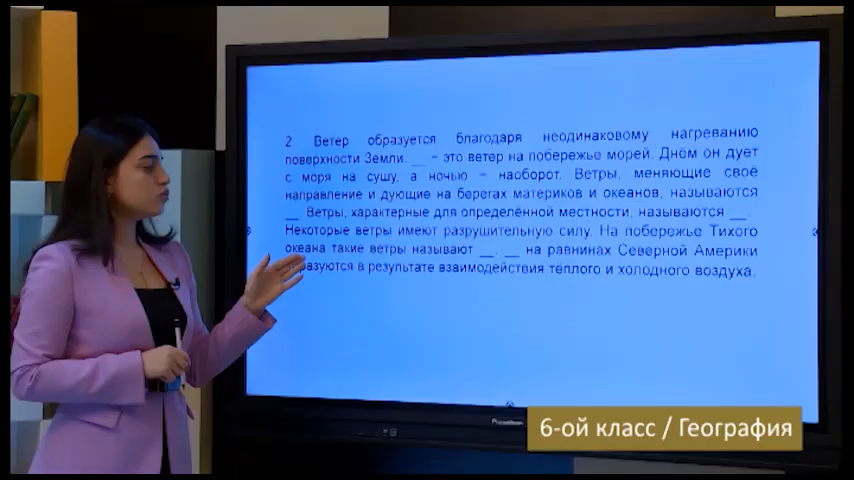 2 Ветер образуется благодаря неодинаковому нагреванию
поверхности Земли. __ – это ветер на побережье морей. Днём он дует
с моря на сушу, а ночью – наоборот. Ветры, меняющие своё
направление и дующие на берегах материков и океанов, называются
__ Ветры, характерные для определённой местности, называются __.
Некоторые ветры имеют разрушительную силу. На побережье Тихого
океана такие ветры называют __. __ на равнинах Северной Америки
в результате взаимодействия тёплого и холодного воздуха.
6-ой класс / География